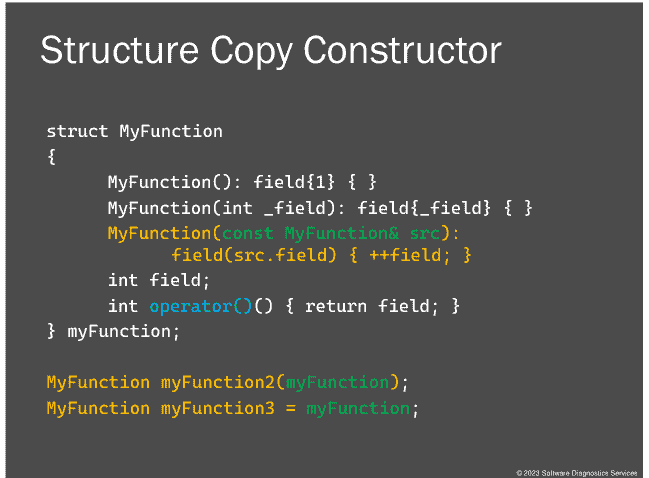 Structure Copy Constructor
struct MyFunction
{
MyFunction(): field{1} { }
MyFunction(int _field): field{_field} { }
MyFunction(const MyFunction& src):
field(src.field) { ++field; }
int field;
int operator()() { return field; }
} myFunction;
MyFunction myFunction2(myFunction);
MyFunction myFunction3 = myFunction;
© 2023 Software Diagnostics Services